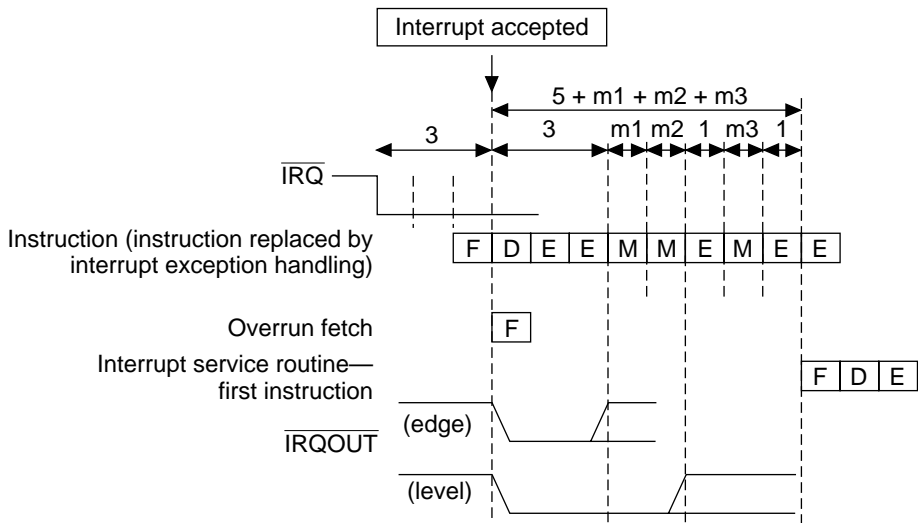 Interrupt accepted
5 + m1 + m2 + m3
3 3 m1 m2 1 m3 1
IRQ
Instruction (instruction replaced by
interrupt exception handling)
F D E E M M E M E E
Overrun fetch
F
Interrupt service routine—
first instruction
F D E
(edge)
IRQOUT
(level)